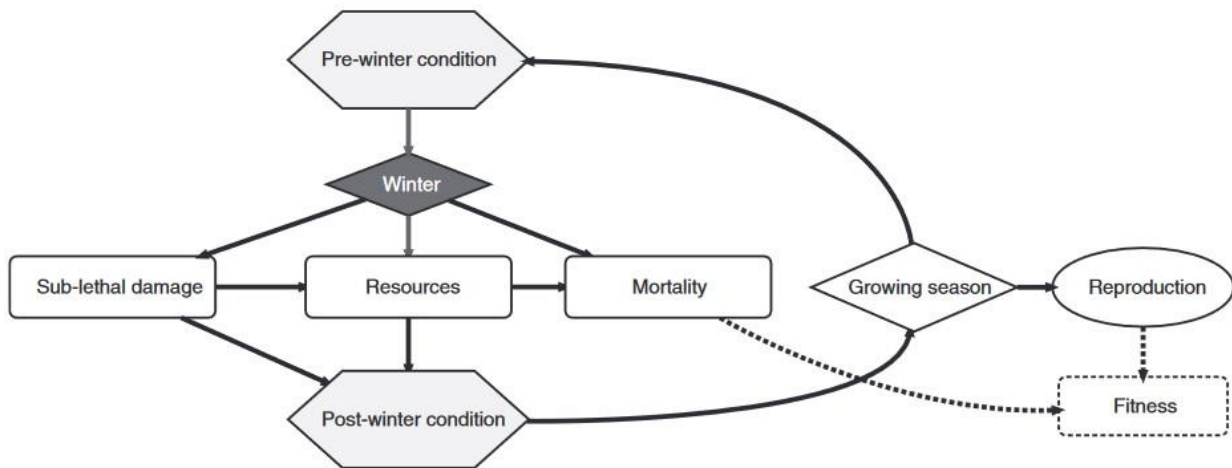 Pre-winter condition
Winter
Sub-lethal damage
Resources
Mortality
Growing season
Reproduction
Post-winter condition
Fitness